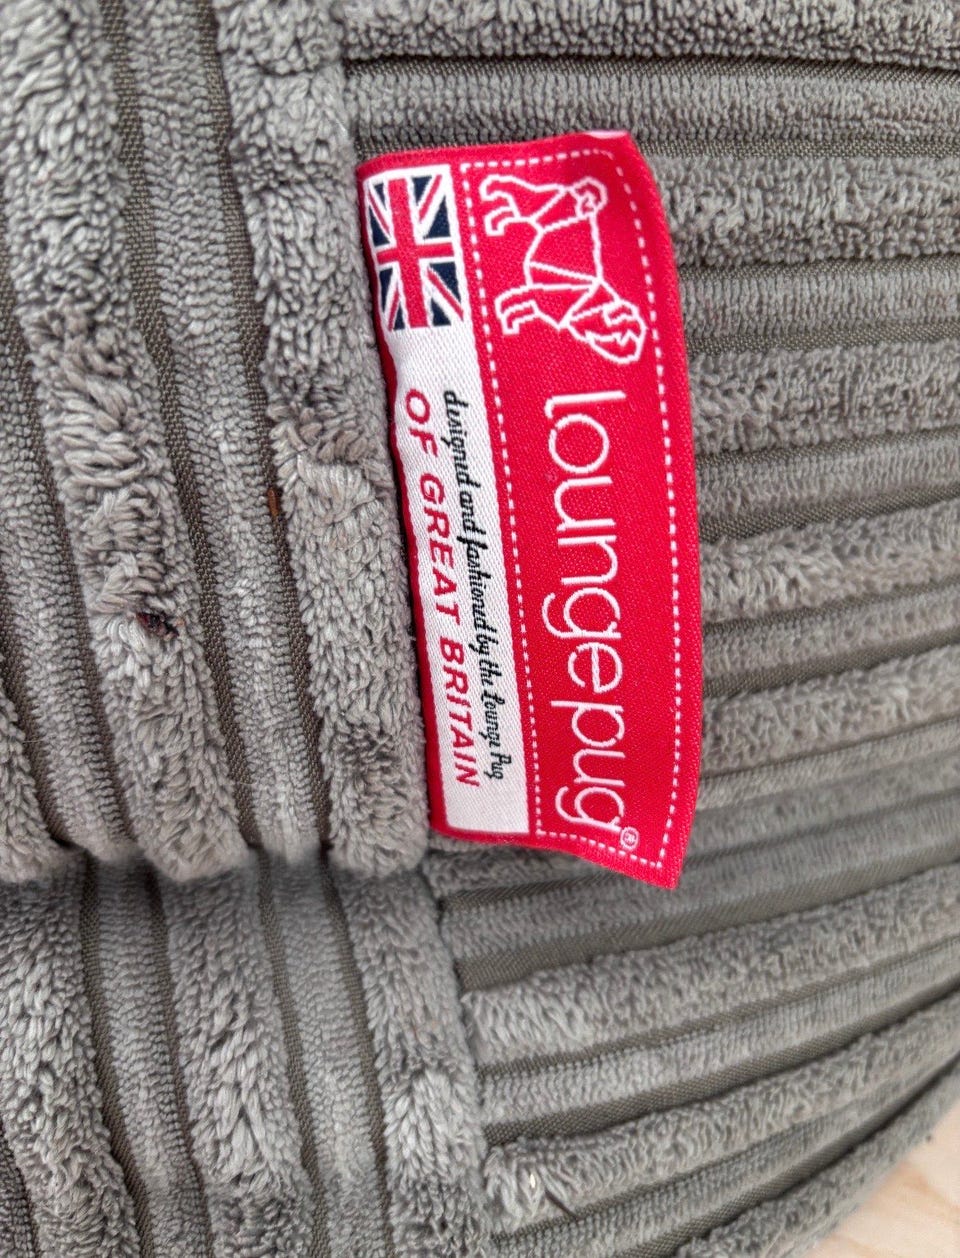 loungepug®
designed and fashioned by the Lounge Pug
OF GREAT BRITAIN